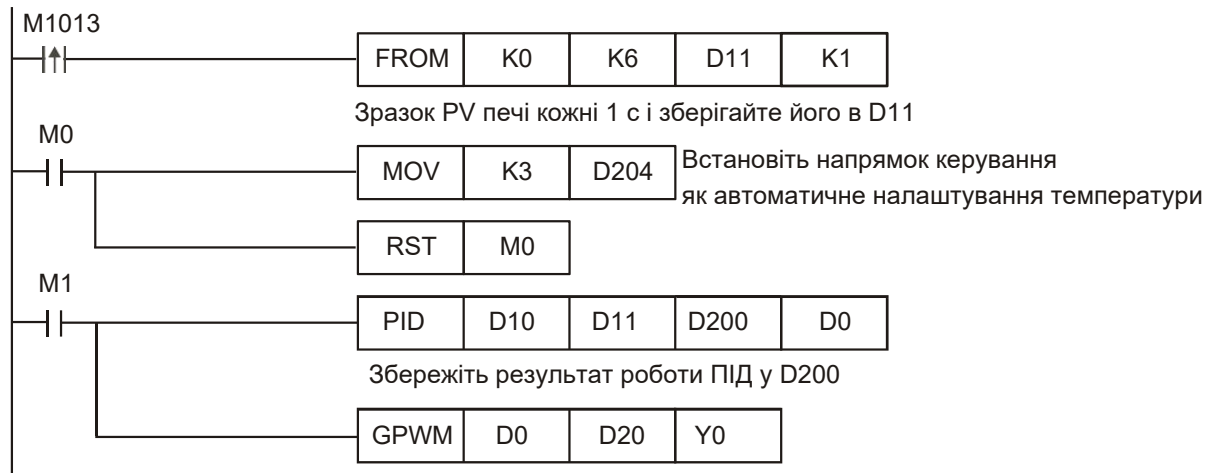 M1013
FROM K0 K6 D11 K1
Зразок PV печі кожні 1 с і зберігайте його в D11
M0
MOV K3 D204
Встановіть напрямок керування
як автоматичне налаштування температури
RST M0
M1
PID D10 D11 D200 D0
Збережіть результат роботи ПІД у D200
GPWM D0 D20 Y0